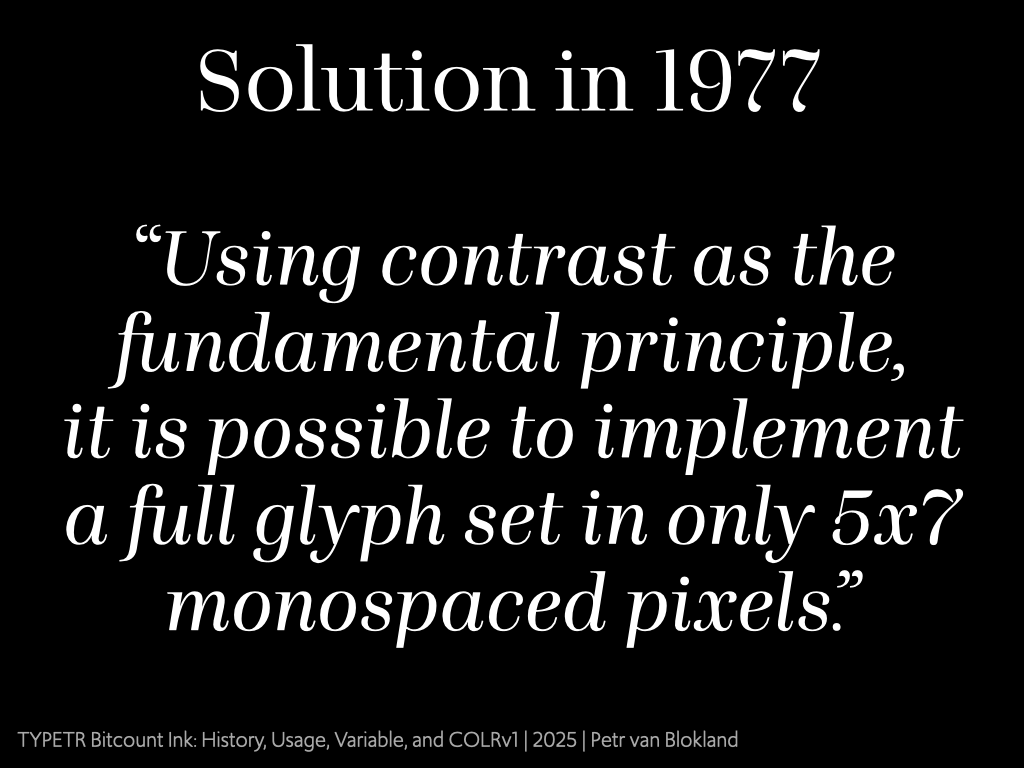 Solution in 1977
“Using contrast as the
fundamental principle,
it is possible to implement
a full glyph set in only 5x7
monospaced pixels.”
TYPETR Bitcount Ink: History, Usage, Variable, and COLRv1 | 2025 | Petr van Blokland